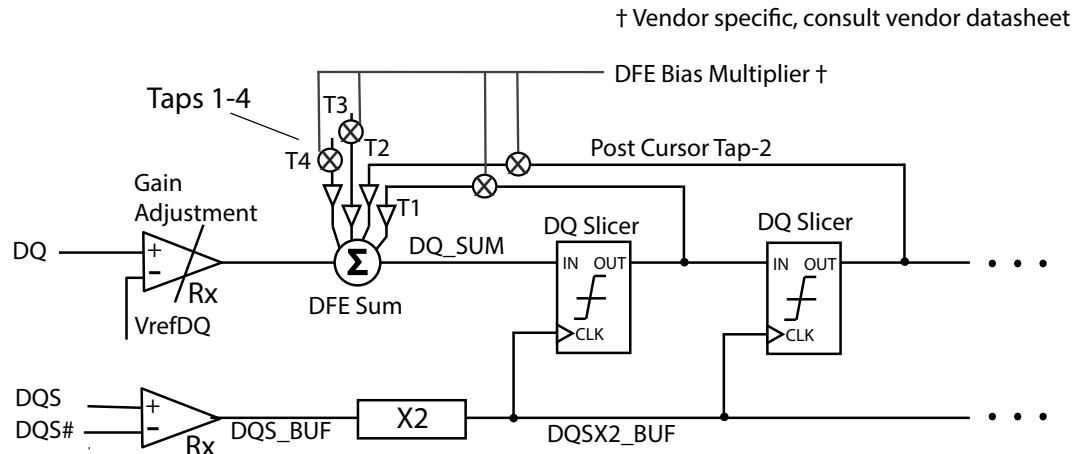 † Vendor specific, consult vendor datasheet
DFE Bias Multiplier †
Taps 1-4
T3
T2
T4
Post Cursor Tap-2
T1
Gain
Adjustment
DQ Slicer
DQ Slicer
DQ
+
−
Rx
VrefDQ
Σ
DFE Sum
DQ_SUM
IN OUT
CLK
IN OUT
CLK
• • •
DQS
DQS#
+
−
Rx
DQS_BUF
X2
DQSX2_BUF
• • •